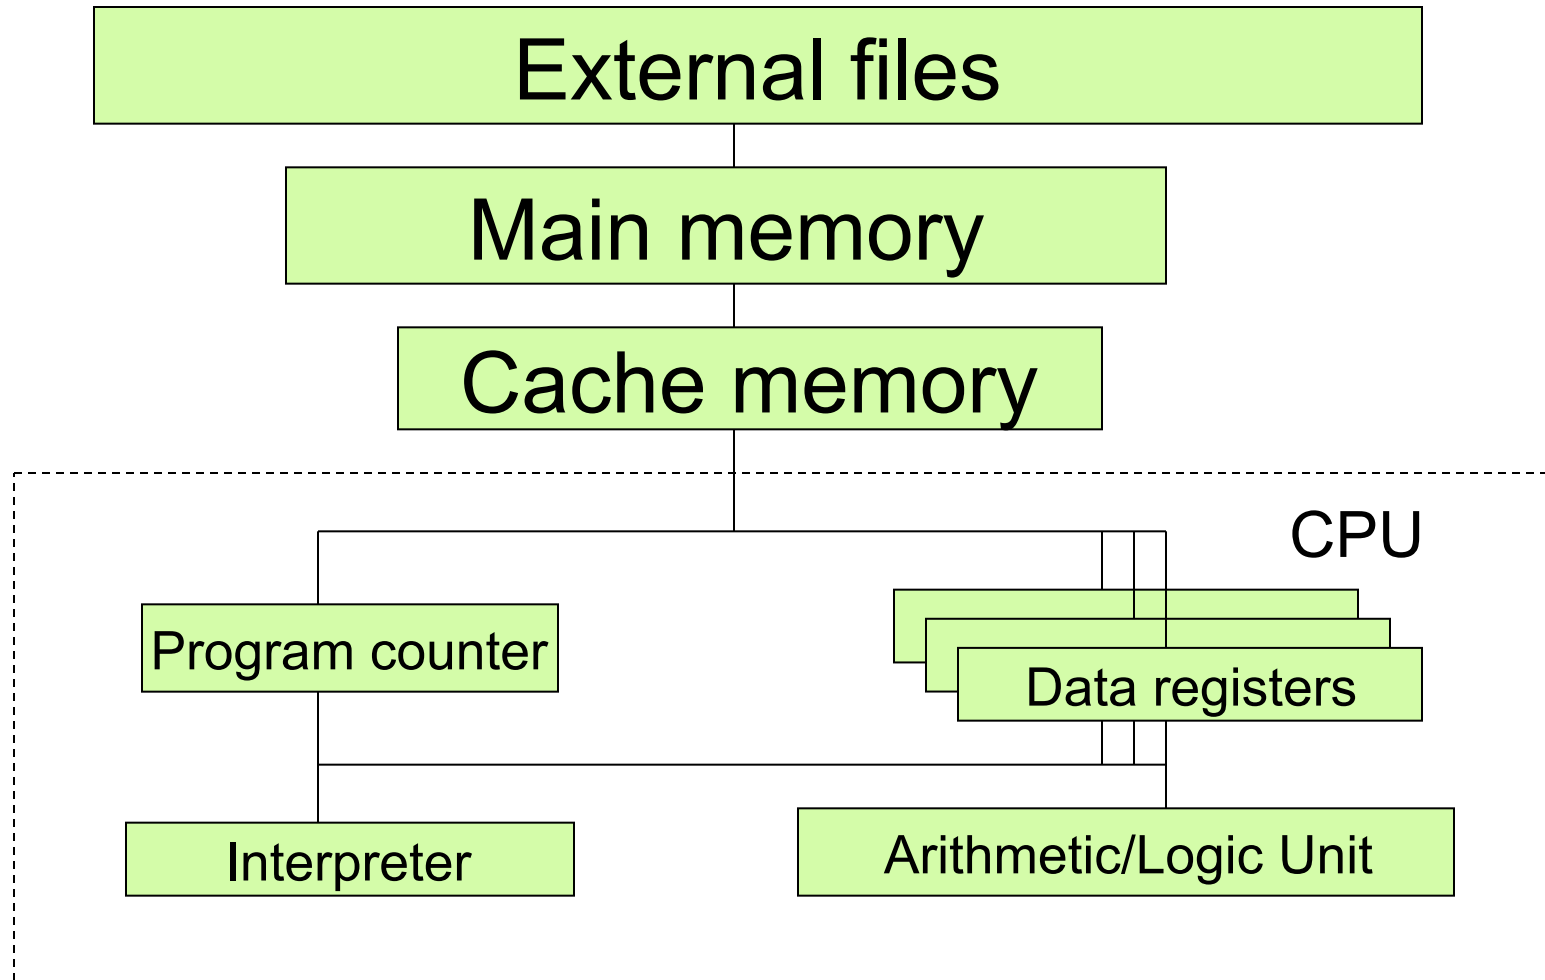 External files
Main memory
Cache memory
CPU
Program counter
Data registers
Interpreter
Arithmetic/Logic Unit